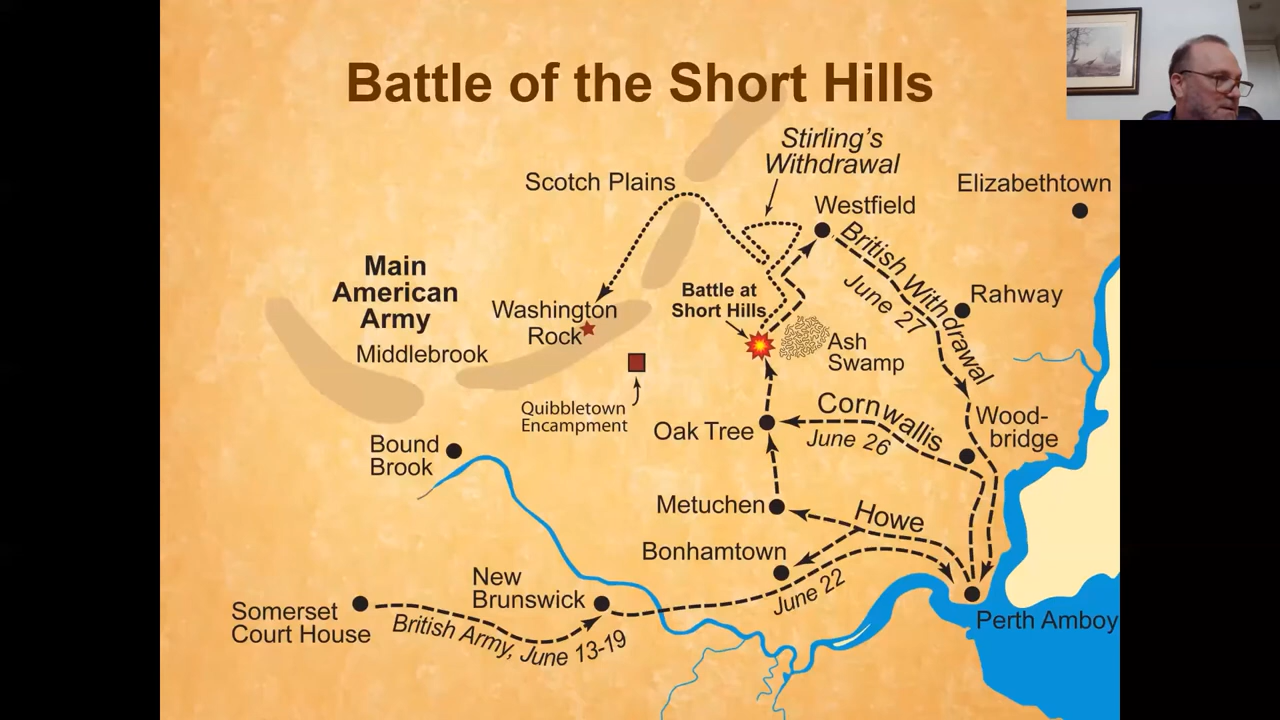 Battle of the Short Hills
Stirling’s
Withdrawal
Scotch Plains
Elizabethtown
Westfield
British Withdrawal
June 27
Main
American
Army
Middlebrook
Washington
Rock
Battle at
Short Hills
Rahway
Ash
Swamp
Quibbletown
Encampment
Oak Tree
Cornwallis
June 26
Wood-
bridge
Bound
Brook
Metuchen
Howe
Bonhamtown
June 22
New
Brunswick
Somerset
Court House
British Army, June 13-19
Perth Amboy